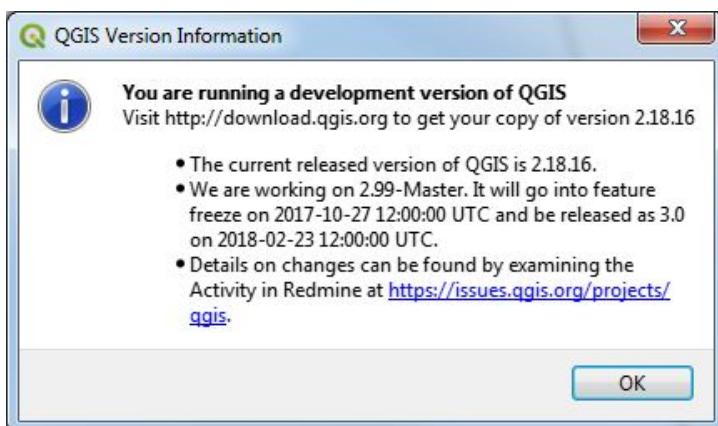 QGIS Version Information
You are running a development version of QGIS
Visit http://download.qgis.org to get your copy of version 2.18.16
• The current released version of QGIS is 2.18.16.
• We are working on 2.99-Master. It will go into feature
freeze on 2017-10-27 12:00:00 UTC and be released as 3.0
on 2018-02-23 12:00:00 UTC.
• Details on changes can be found by examining the
Activity in Redmine at https://issues.qgis.org/projects/
qgis.
OK